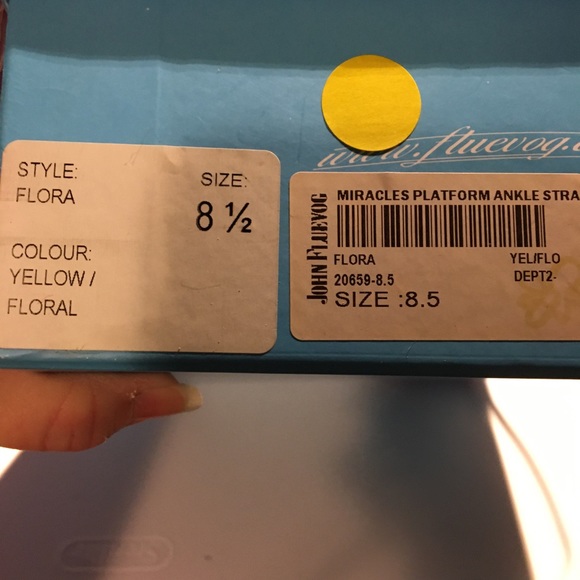 www.fluevog.
STYLE:
FLORA
SIZE:
8 ½
COLOUR:
YELLOW /
FLORAL
JOHN FLUEVOG
MIRACLES PLATFORM ANKLE STRA
FLORA YEL/FLO
20659-8.5 DEPT2-
SIZE :8.5